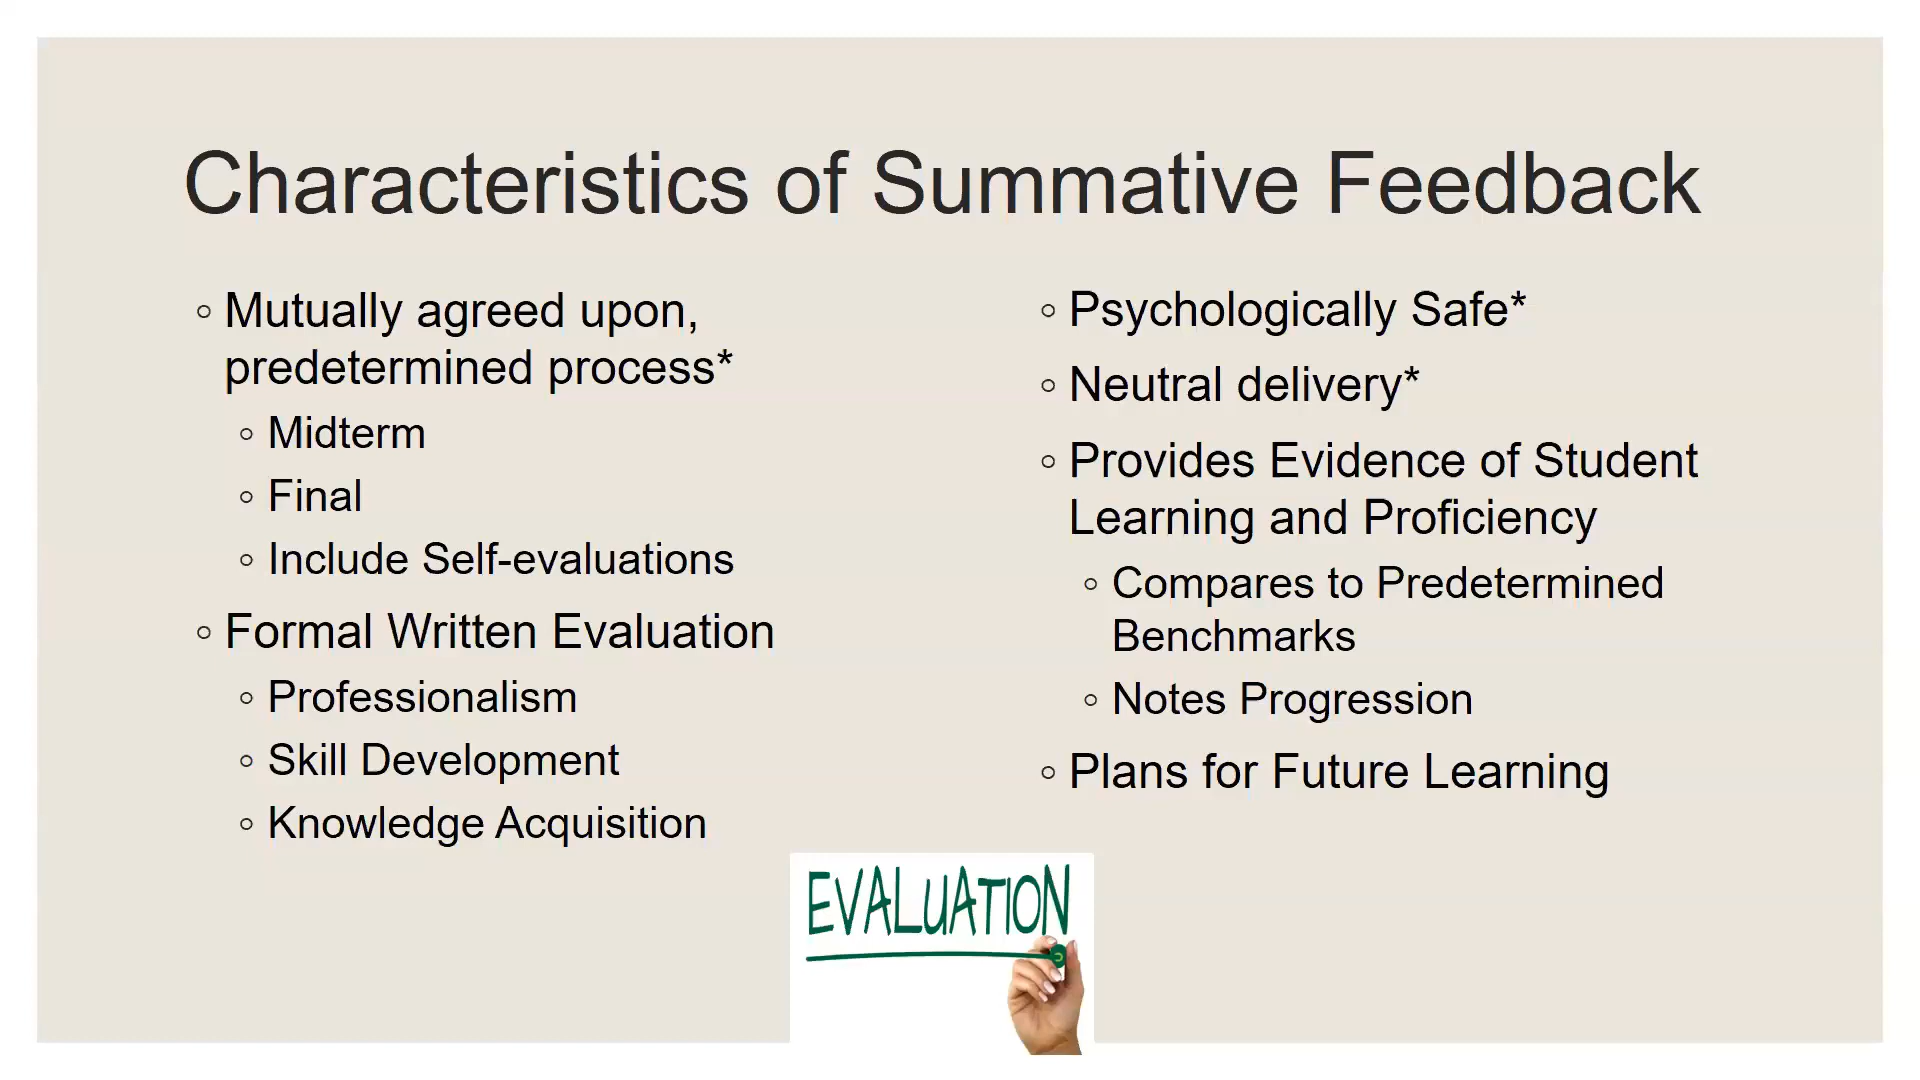 Characteristics of Summative Feedback
◦ Mutually agreed upon,
predetermined process*
◦ Midterm
◦ Final
◦ Include Self-evaluations
◦ Formal Written Evaluation
◦ Professionalism
◦ Skill Development
◦ Knowledge Acquisition
◦ Psychologically Safe*
◦ Neutral delivery*
◦ Provides Evidence of Student
Learning and Proficiency
◦ Compares to Predetermined
Benchmarks
◦ Notes Progression
◦ Plans for Future Learning
EVALUATION